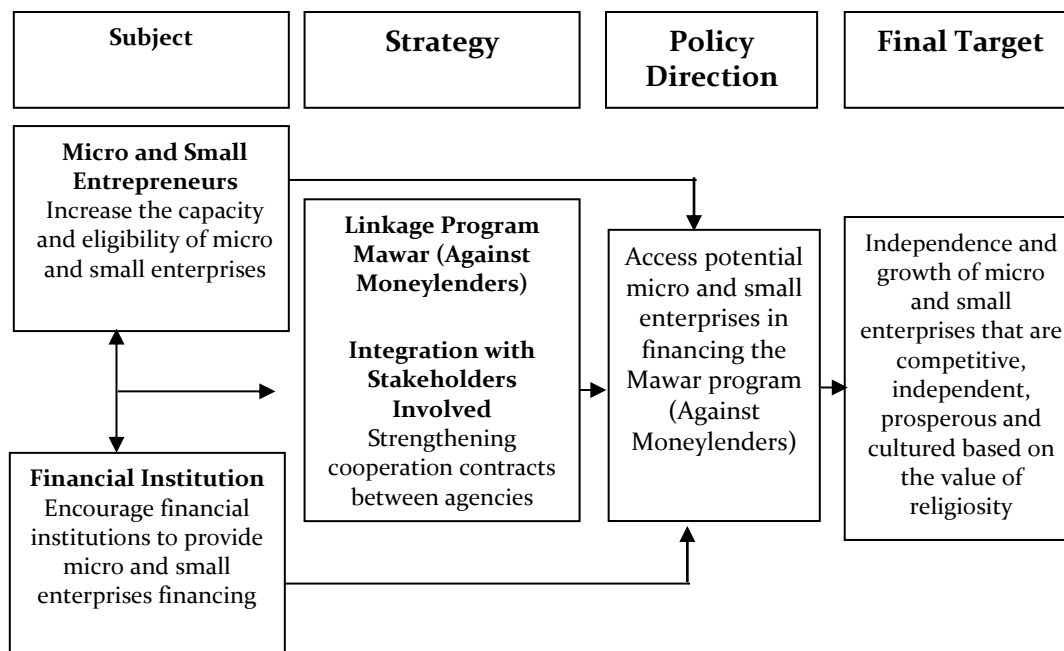 Subject
Strategy
Policy
Direction
Final Target
Micro and Small
Entrepreneurs
Increase the capacity
and eligibility of micro
and small enterprises
Financial Institution
Encourage financial
institutions to provide
micro and small
enterprises financing
Linkage Program
Mawar (Against
Moneylenders)
Integration with
Stakeholders
Involved
Strengthening
cooperation contracts
between agencies
Access potential
micro and small
enterprises in
financing the
Mawar program
(Against
Moneylenders)
Independence and
growth of micro
and small
enterprises that are
competitive,
independent,
prosperous and
cultured based on
the value of
religiosity